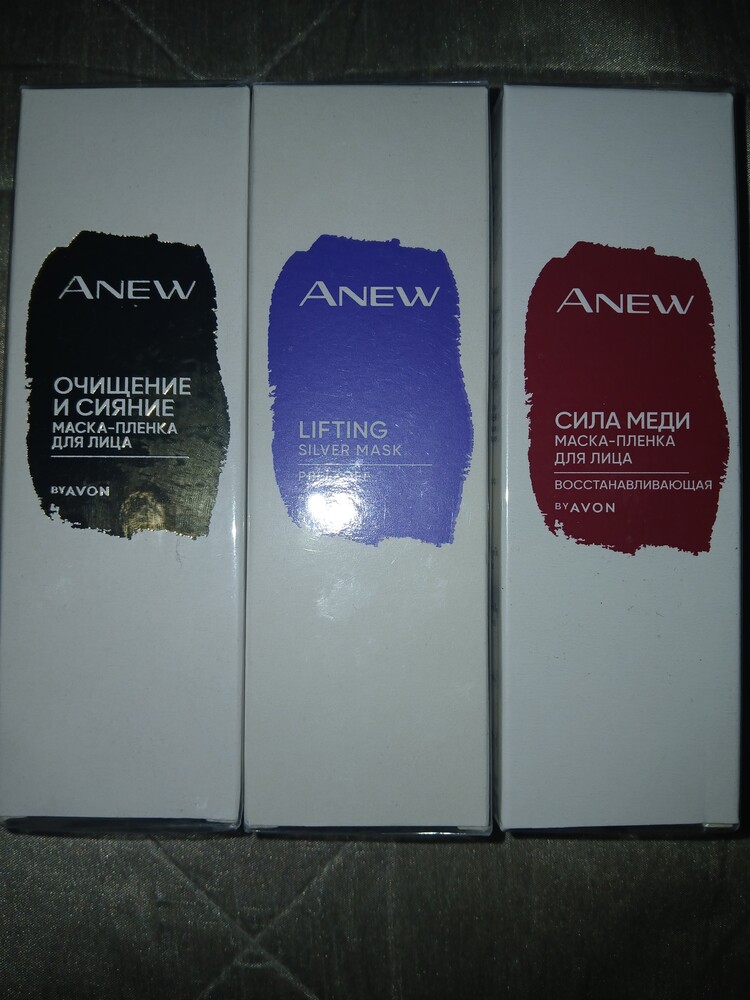 ANEW
ОЧИЩЕНИЕ
И СИЯНИЕ
МАСКА-ПЛЕНКА
ДЛЯ ЛИЦА
BY AVON
ANEW
LIFTING
SILVER MASK
ANEW
СИЛА МЕДИ
МАСКА-ПЛЕНКА
ДЛЯ ЛИЦА
ВОССТАНАВЛИВАЮЩАЯ
BY AVON